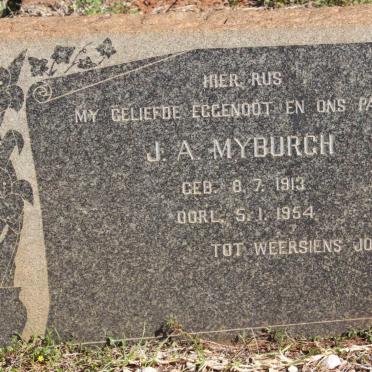 HIER RUS
MY GELIEFDE EGGENOOT EN ONS PA
J. A. MYBURGH
GEB. 8. 7. 1913
OORL. 5. 1. 1954
TOT WEERSIENS JO